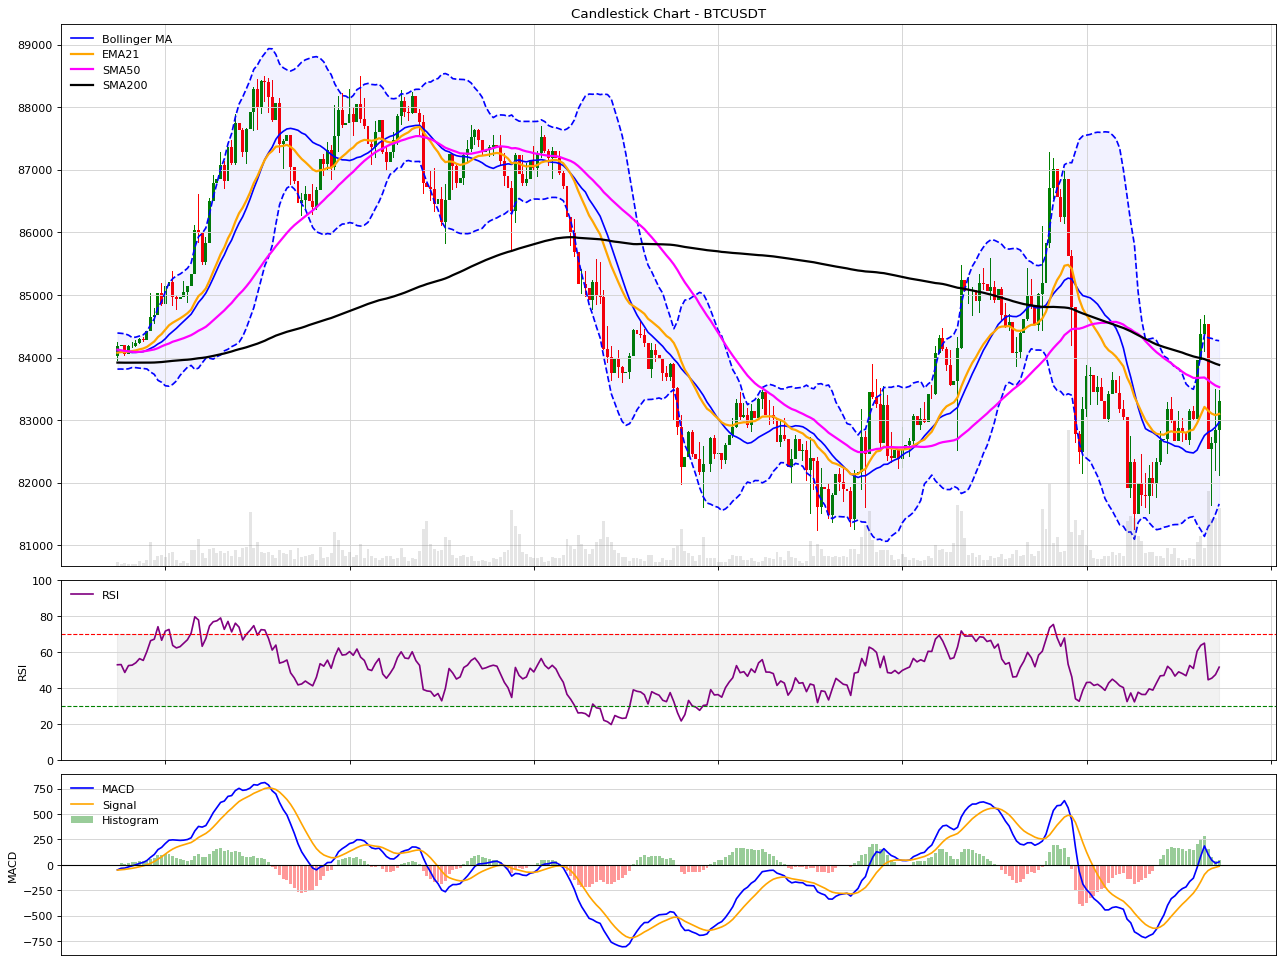 Candlestick Chart - BTCUSDT
Bollinger MA
EMA21
SMA50
SMA200
89000
88000
87000
86000
85000
84000
83000
82000
81000
RSI
100
80
60
40
20
0
RSI
MACD
Signal
Histogram
750
500
250
0
−250
−500
−750
MACD